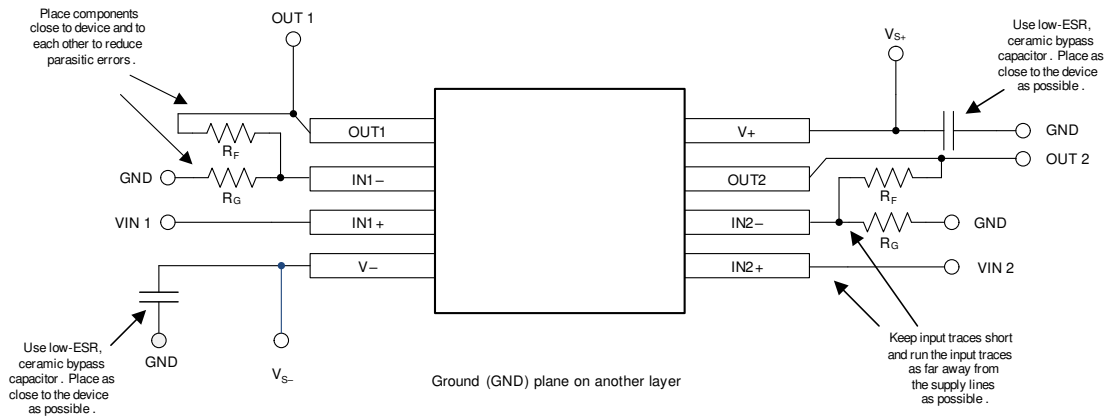 Place components
close to device and to
each other to reduce
parasitic errors .
OUT 1
VS+
Use low-ESR,
ceramic bypass
capacitor . Place as
close to the device
as possible .
OUT1
V+
GND
RF
OUT 2
GND
IN1−
OUT2
RG
RF
VIN 1
IN1+
IN2−
GND
RG
V−
IN2+
VIN 2
Use low-ESR,
ceramic bypass
capacitor . Place as
close to the device
as possible .
GND
VS−
Ground (GND) plane on another layer
Keep input traces short
and run the input traces
as far away from
the supply lines
as possible .